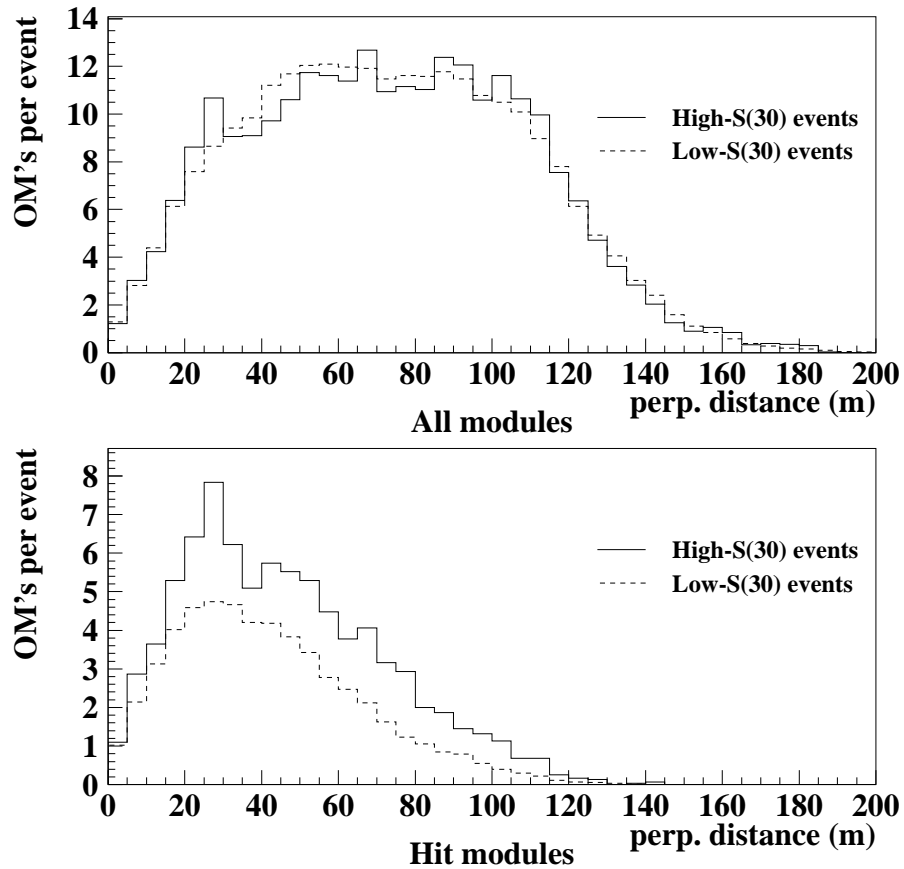 OM's per event
14
12
10
8
6
4
2
0
High-S(30) events
Low-S(30) events
0 20 40 60 80 100 120 140 160 180 200
perp. distance (m)
All modules
OM's per event
8
7
6
5
4
3
2
1
0
High-S(30) events
Low-S(30) events
0 20 40 60 80 100 120 140 160 180 200
perp. distance (m)
Hit modules